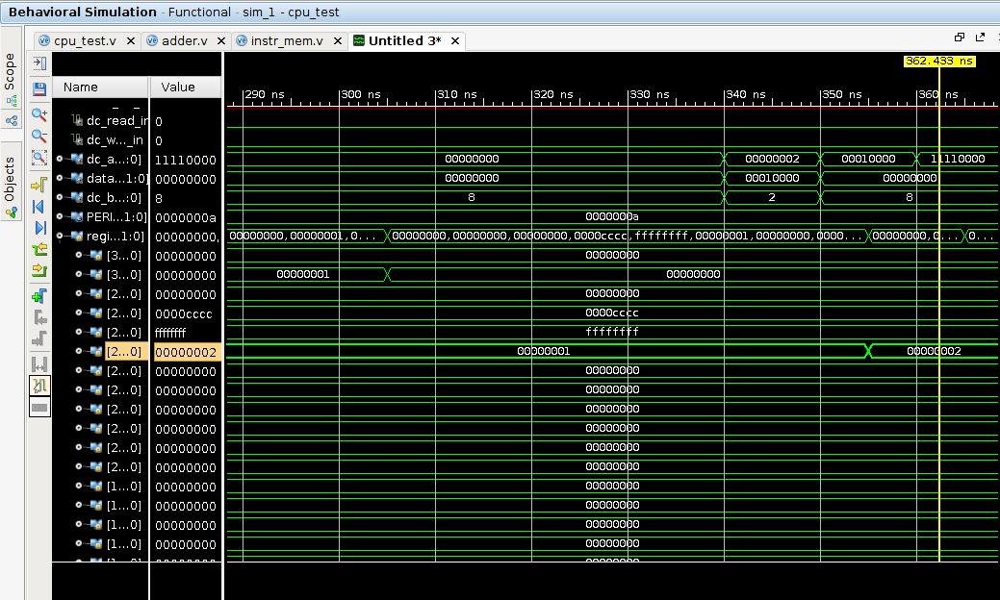 Behavioral Simulation - Functional - sim_1 - cpu_test
cpu_test.v adder.v instr_mem.v Untitled 3*
Scope
Objects
362.433 ns
Name Value 290 ns 300 ns 310 ns 320 ns 330 ns 340 ns 350 ns 360 ns
dc_read_in 0
dc_w..._in 0
dc_a...:0] 11110000 00000000 00000002 00010000 11110000
data...1:0] 00000000 00000000 00010000 00000000
dc_b...:0] 8 8 2 8
PERI...1:0] 0000000a 0000000a
regi...1:0] 00000000, 00000000,00000001,0... 00000000,00000000,00000000,0000cccc,ffffffff,00000001,00000000,0000... 00000000,0... 0...
[3...0] 00000000 00000000
[3...0] 00000000 00000001 00000000
[2...0] 00000000 00000000
[2...0] 0000cccc 0000cccc
[2...0] ffffffff ffffffff
[2...0] 00000002 00000001 00000002
[2...0] 00000000 00000000
[2...0] 00000000 00000000
[2...0] 00000000 00000000
[2...0] 00000000 00000000
[2...0] 00000000 00000000
[2...0] 00000000 00000000
[1...0] 00000000 00000000
[1...0] 00000000 00000000
[1...0] 00000000 00000000
[1...0] 00000000 00000000